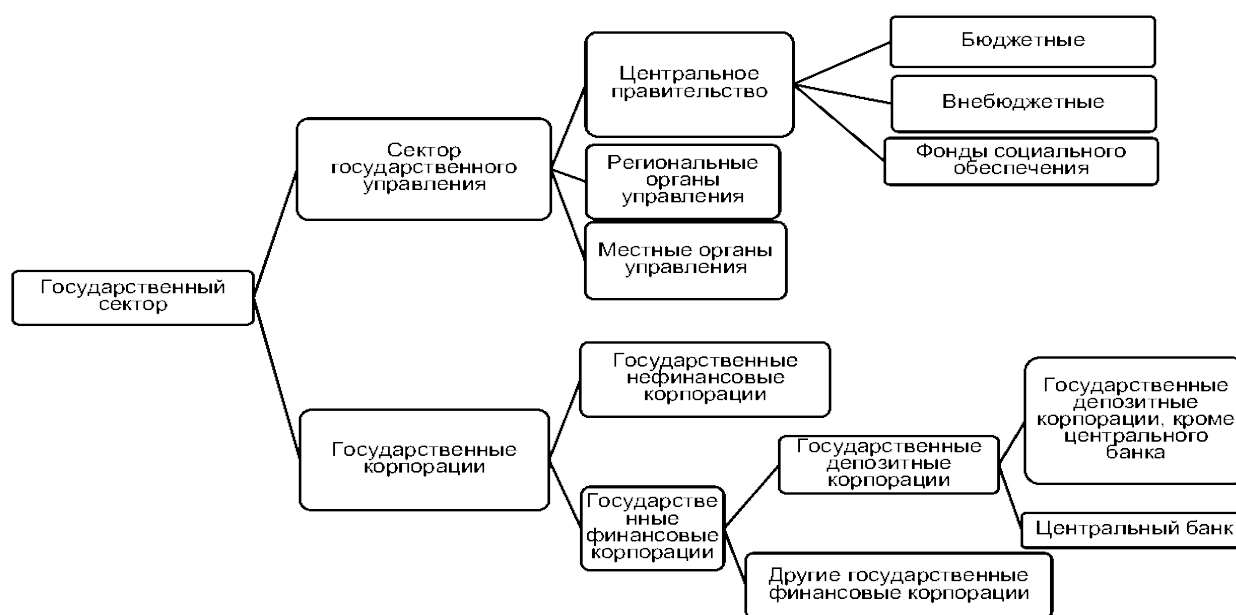 Государственный
сектор
Сектор
государственного
управления
Центральное
правительство
Бюджетные
Внебюджетные
Фонды социального
обеспечения
Региональные
органы
управления
Местные органы
управления
Государственные
корпорации
Государственные
нефинансовые
корпорации
Государстве
нные
финансовые
корпорации
Государственные
депозитные
корпорации
Государственные
депозитные
корпорации, кроме
центрального
банка
Центральный банк
Другие государственные
финансовые корпорации